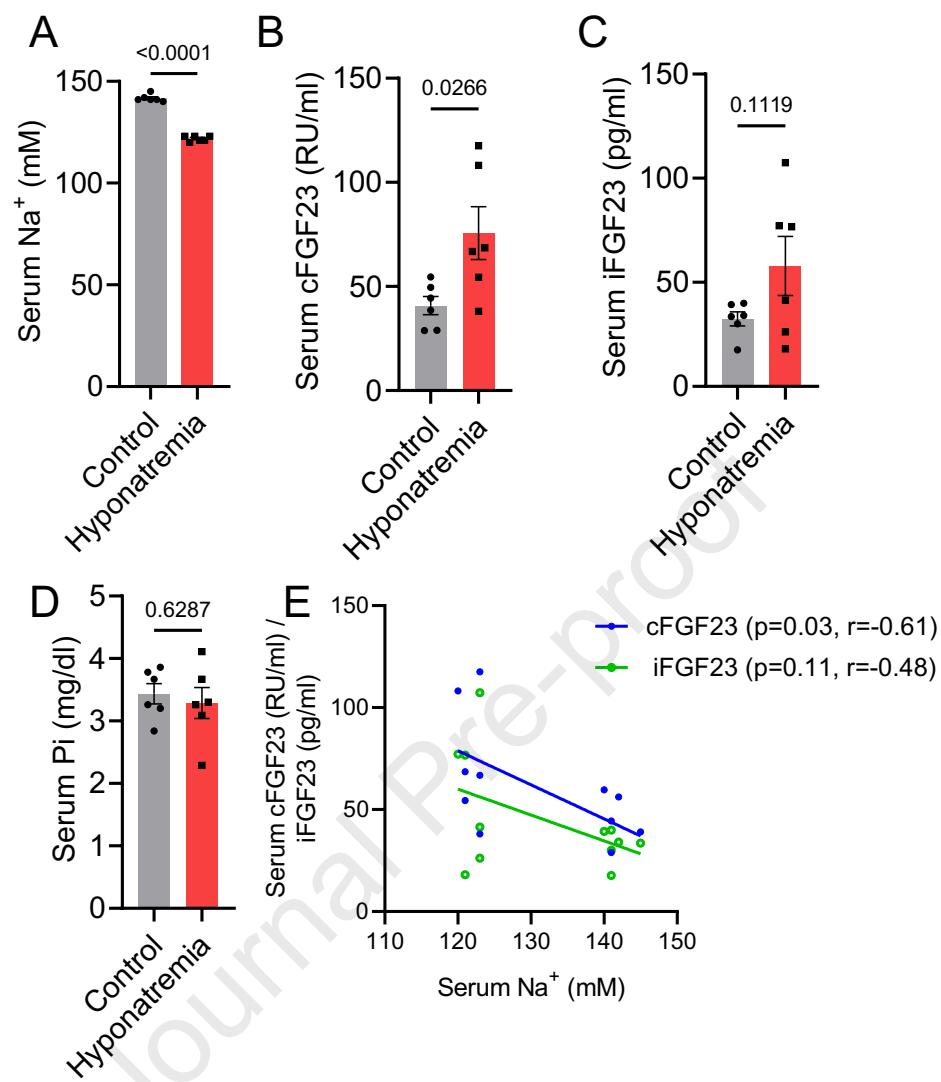 A
<0.0001
150
100
50
0
Serum Na+ (mM)
Control
Hyponatremia
B
0.0266
150
100
50
0
Serum cFGF23 (RU/ml)
Control
Hyponatremia
C
0.1119
150
100
50
0
Serum iFGF23 (pg/ml)
Control
Hyponatremia
D
0.6287
5
4
3
2
1
0
Serum Pi (mg/dl)
Control
Hyponatremia
E
150
100
50
0
Serum cFGF23 (RU/ml) /
iFGF23 (pg/ml)
cFGF23 (p=0.03, r=-0.61)
iFGF23 (p=0.11, r=-0.48)
110
120
130
140
150
Serum Na+ (mM)
Journal Pre-proof